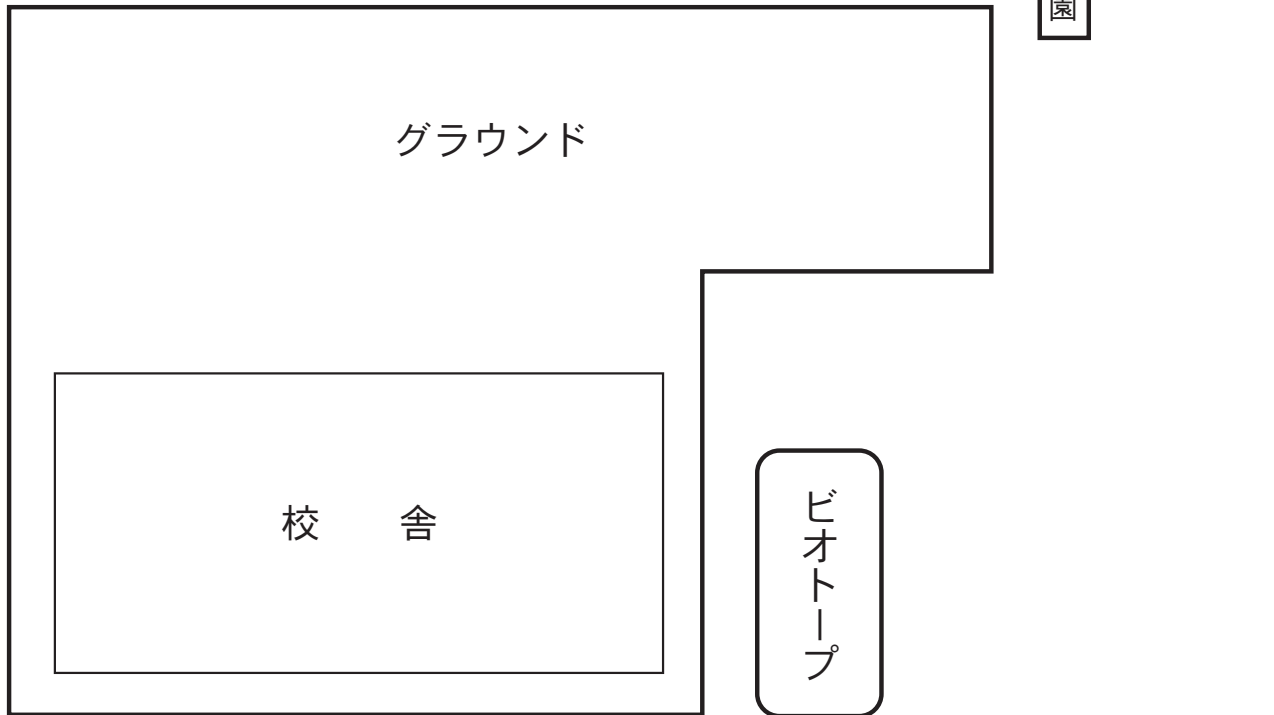 園
グラウンド
校　舎
ビオトープ